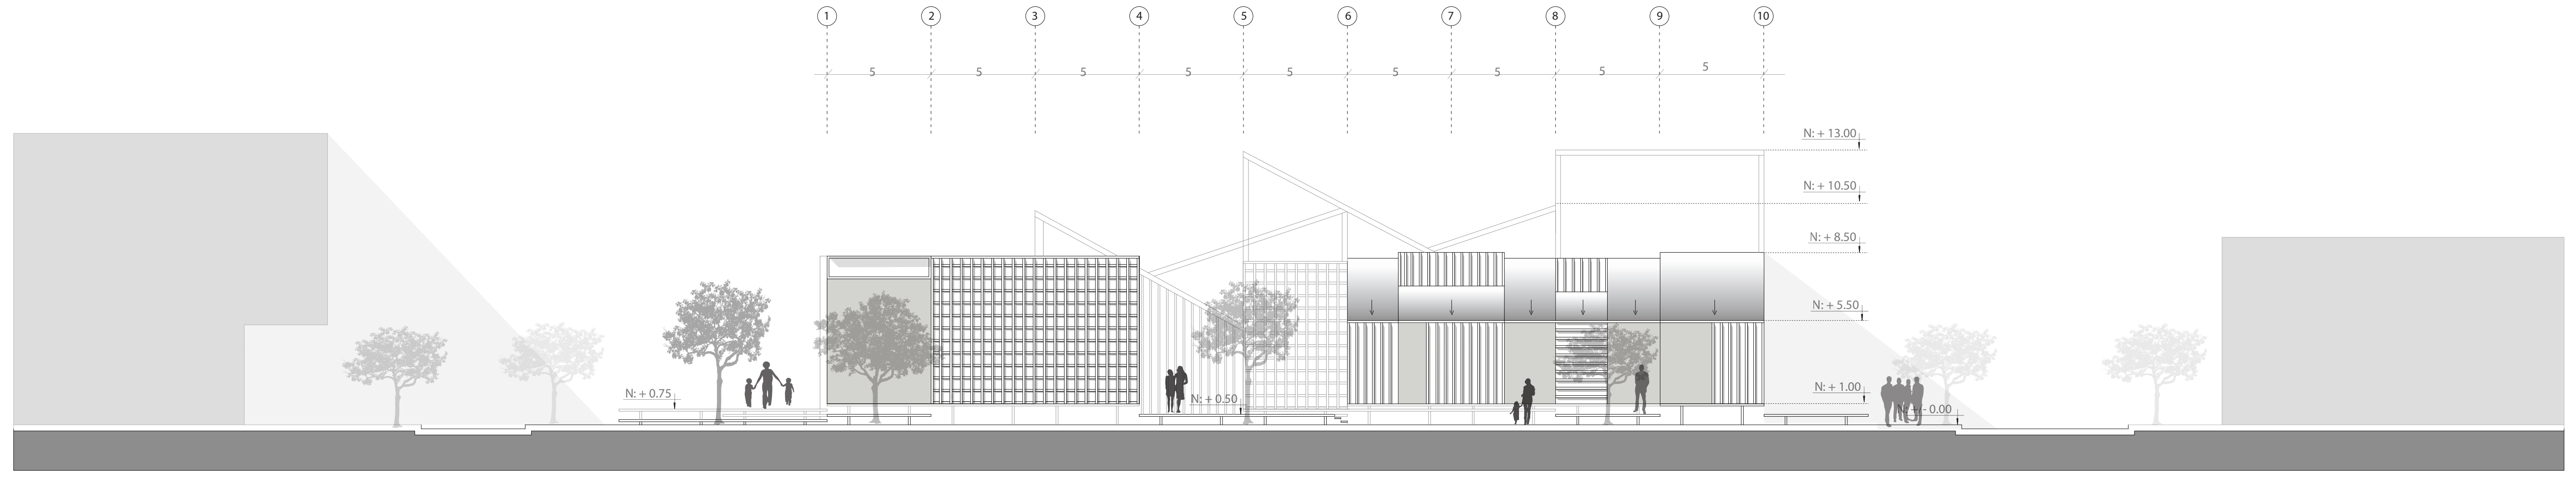 1 2 3 4 5 6 7 8 9 10
5 5 5 5 5 5 5 5 5
N: + 13.00
N: + 10.50
N: + 8.50
N: + 5.50
N: + 1.00
N: + 0.75
N: + 0.50
N: +/- 0.00